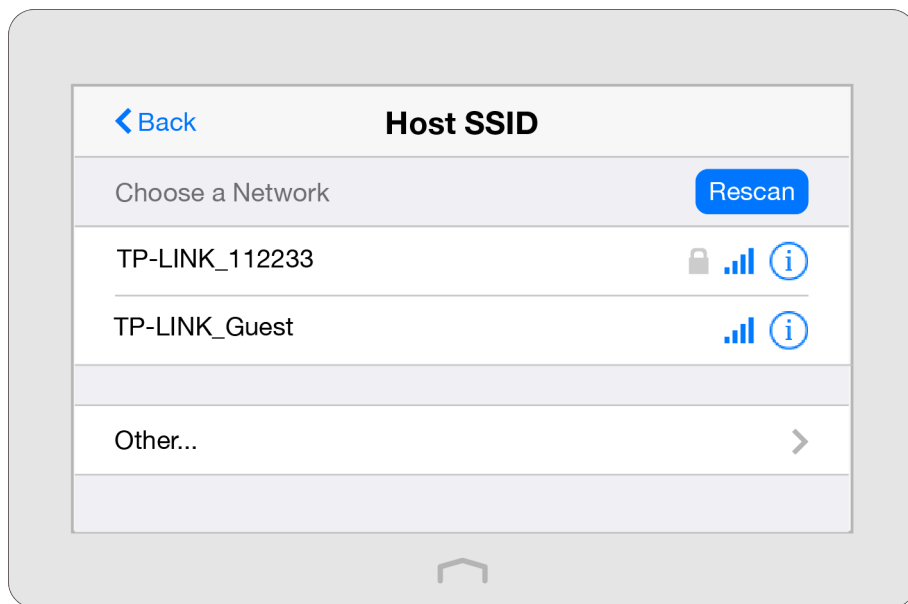 Back
Host SSID
Choose a Network
Rescan
TP-LINK_112233
TP-LINK_Guest
Other...